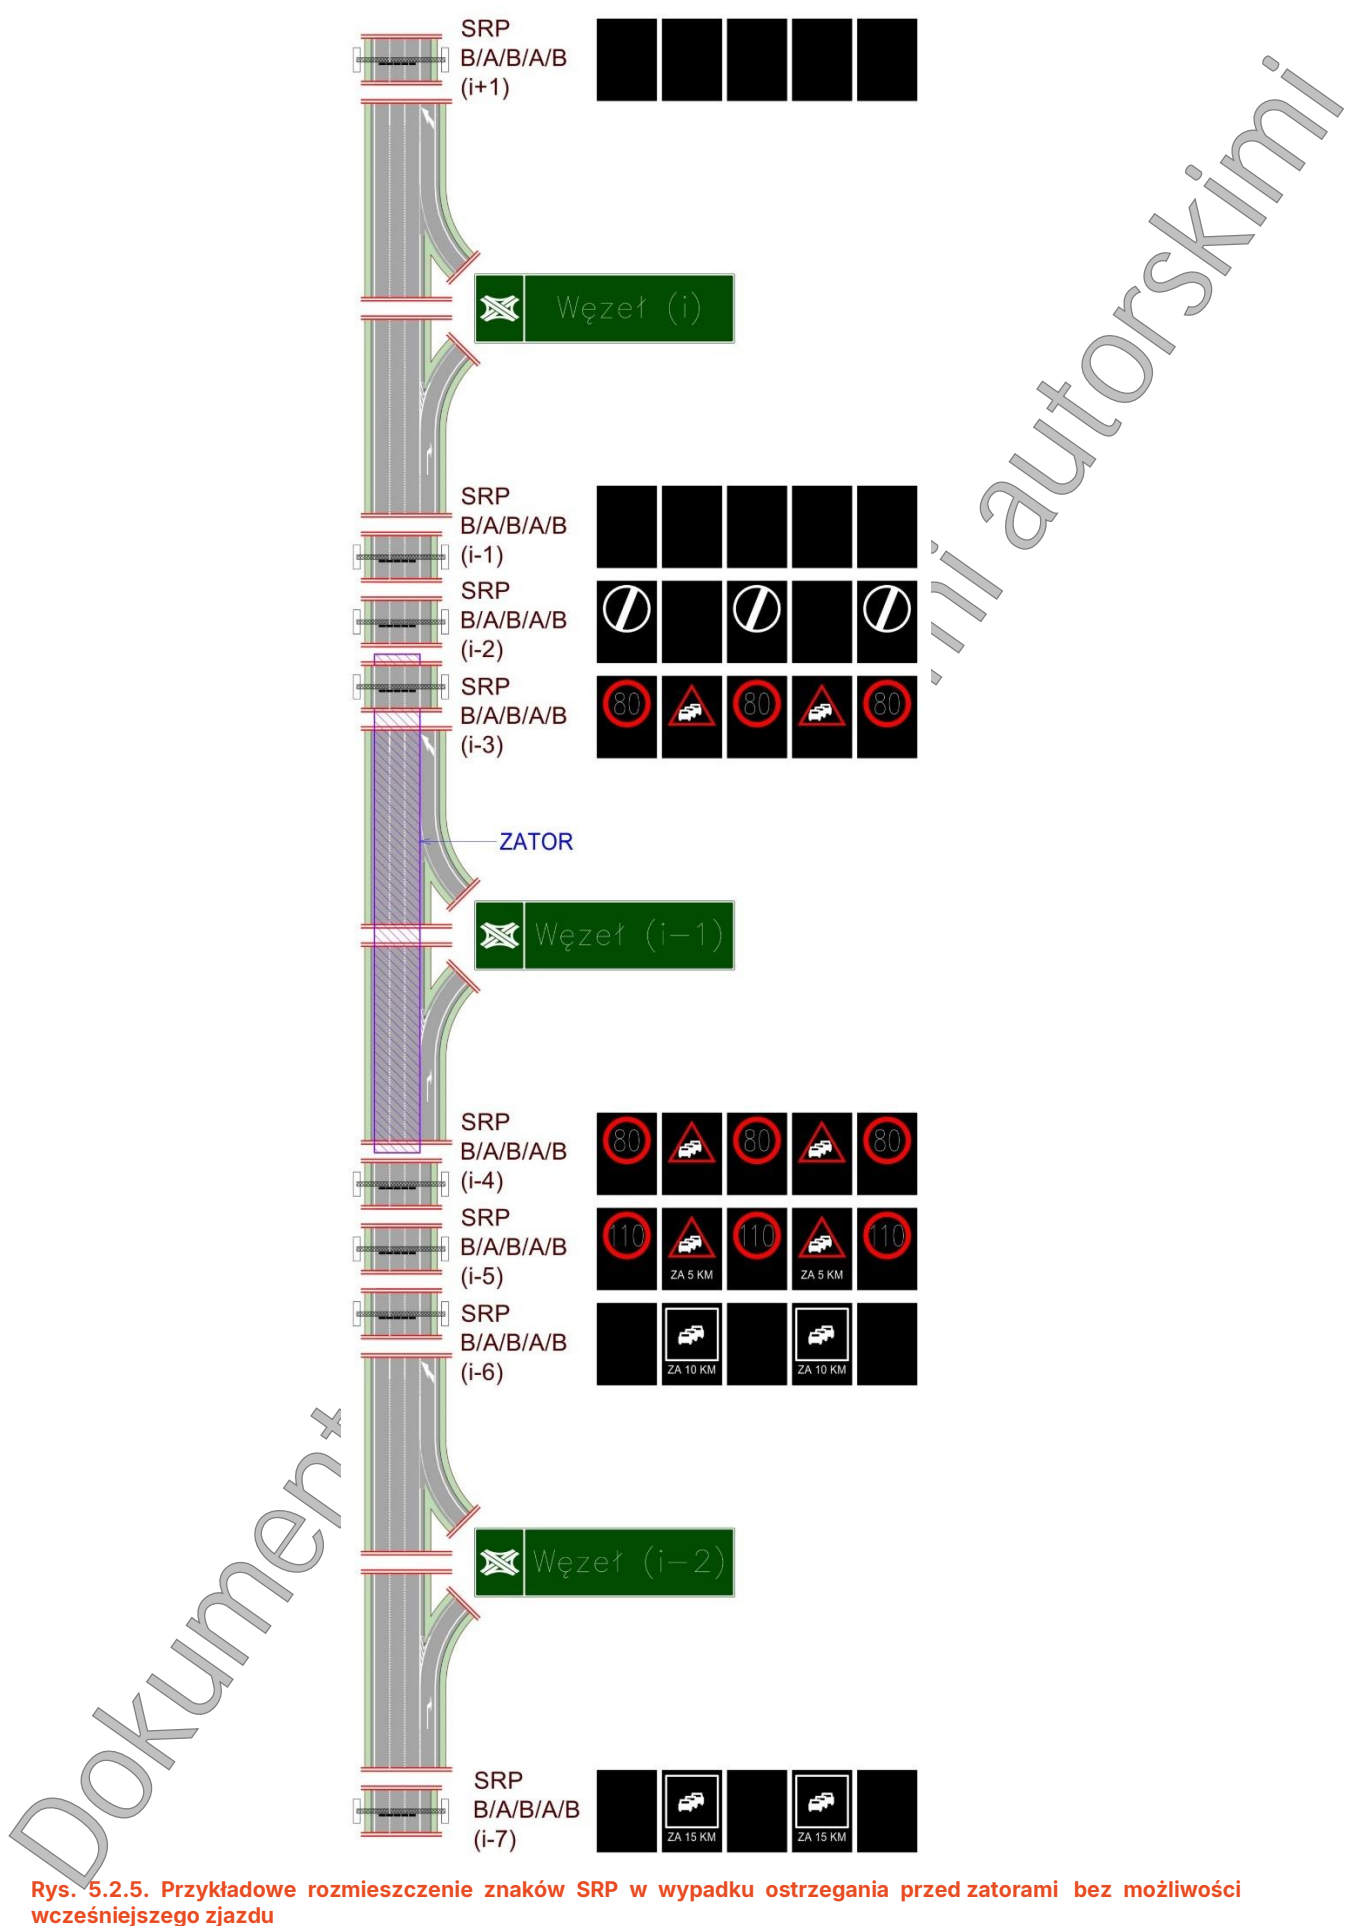 SRP
B/A/B/A/B
(i+1)
Węzeł (i)
SRP
B/A/B/A/B
(i-1)
SRP
B/A/B/A/B
(i-2)
SRP
B/A/B/A/B
(i-3)
80 80 80
ZATOR
Węzeł (i-1)
SRP
B/A/B/A/B
(i-4)
80 80 80
SRP
B/A/B/A/B
(i-5)
110 110 110
ZA 5 KM ZA 5 KM
SRP
B/A/B/A/B
(i-6)
ZA 10 KM ZA 10 KM
Węzeł (i-2)
SRP
B/A/B/A/B
(i-7)
ZA 15 KM ZA 15 KM
Dokument
autorskimi
Rys. 5.2.5. Przykładowe rozmieszczenie znaków SRP w wypadku ostrzegania przed zatorami bez możliwości
wcześniejszego zjazdu